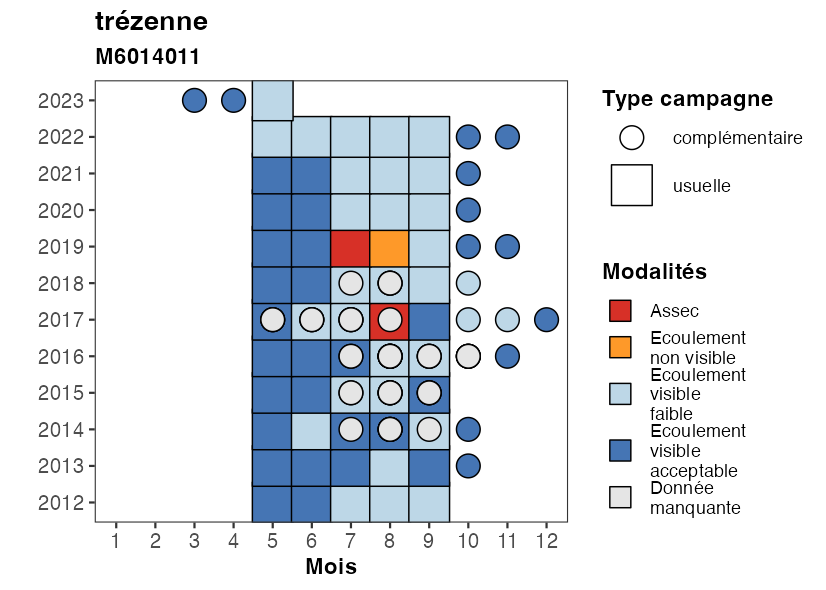 trézenne
M6014011
2023
2022
2021
2020
2019
2018
2017
2016
2015
2014
2013
2012
1 2 3 4 5 6 7 8 9 10 11 12
Mois
Type campagne
complémentaire
usuelle
Modalités
Assec
Ecoulement
non visible
Ecoulement
visible
faible
Ecoulement
visible
acceptable
Donnée
manquante